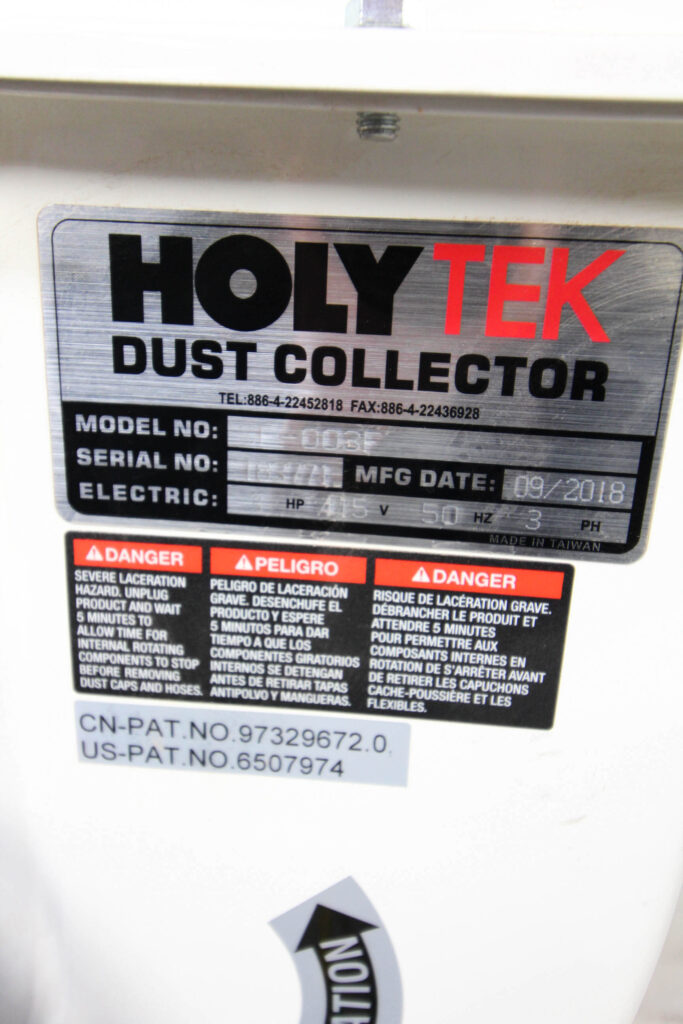 HOLYTEK
DUST COLLECTOR
TEL:886-4-22452818 FAX:886-4-22436928
MODEL NO:
SERIAL NO: MFG DATE: 09/2018
ELECTRIC: HP 415 V 50 HZ 3 PH
MADE IN TAIWAN
DANGER
SEVERE LACERATION
HAZARD. UNPLUG
PRODUCT AND WAIT
5 MINUTES TO
ALLOW TIME FOR
INTERNAL ROTATING
COMPONENTS TO STOP
BEFORE REMOVING
DUST CAPS AND HOSES.
PELIGRO
PELIGRO DE LACERACIÓN
GRAVE. DESENCHUFE EL
PRODUCTO Y ESPERE
5 MINUTOS PARA DAR
TIEMPO A QUE LOS
COMPONENTES GIRATORIOS
INTERNOS SE DETENGAN
ANTES DE RETIRAR TAPAS
ANTIPOLVO Y MANGUERAS.
DANGER
RISQUE DE LACÉRATION GRAVE.
DÉBRANCHER LE PRODUIT ET
ATTENDRE 5 MINUTES
POUR PERMETTRE AUX
COMPOSANTS INTERNES EN
ROTATION DE S'ARRÊTER AVANT
DE RETIRER LES CAPUCHONS
CACHE-POUSSIÈRE ET LES
FLEXIBLES.
CN-PAT.NO.97329672.0.
US-PAT.NO.6507974